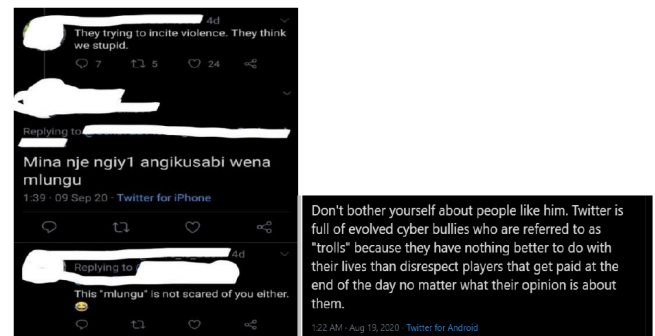 4d
They trying to incite violence. They think
we stupid.
7 5 24
Replying to
Mina nje ngiy1 angikusabi wena
mlungu
1:39 · 09 Sep 20 · Twitter for iPhone
4d
Replying to
This "mlungu" is not scared of you either.
Don't bother yourself about people like him. Twitter is
full of evolved cyber bullies who are referred to as
"trolls" because they have nothing better to do with
their lives than disrespect players that get paid at the
end of the day no matter what their opinion is about
them.
1:22 AM · Aug 19, 2020 · Twitter for Android